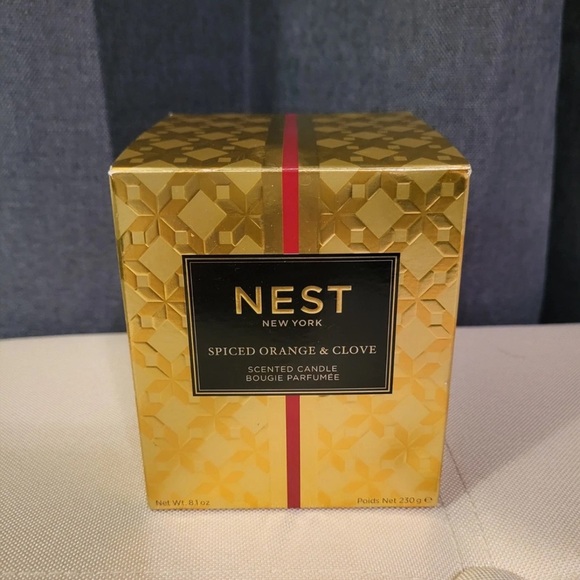 NEST
NEW YORK
SPICED ORANGE & CLOVE
SCENTED CANDLE
BOUGIE PARFUMÉE
Net Wt. 8.1 oz
Poids Net 230 g ℮